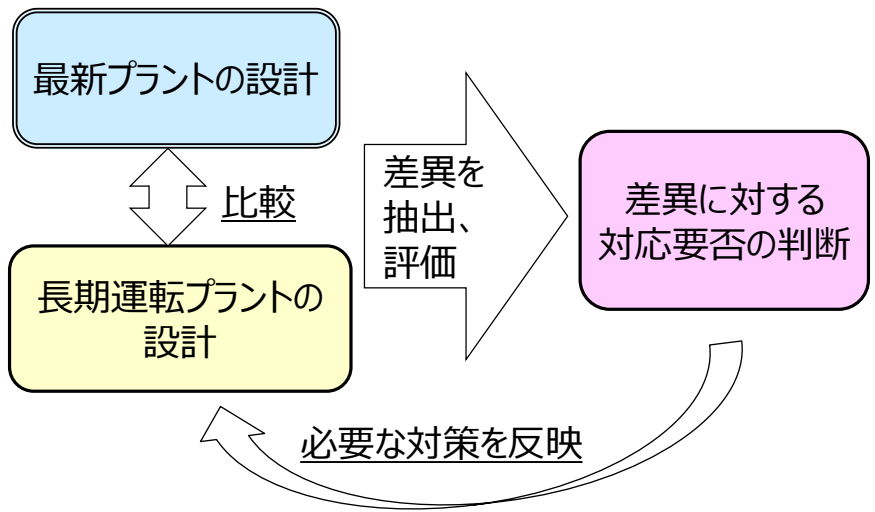 最新プラントの設計
比較
長期運転プラントの
設計
差異を
抽出、
評価
差異に対する
対応要否の判断
必要な対策を反映